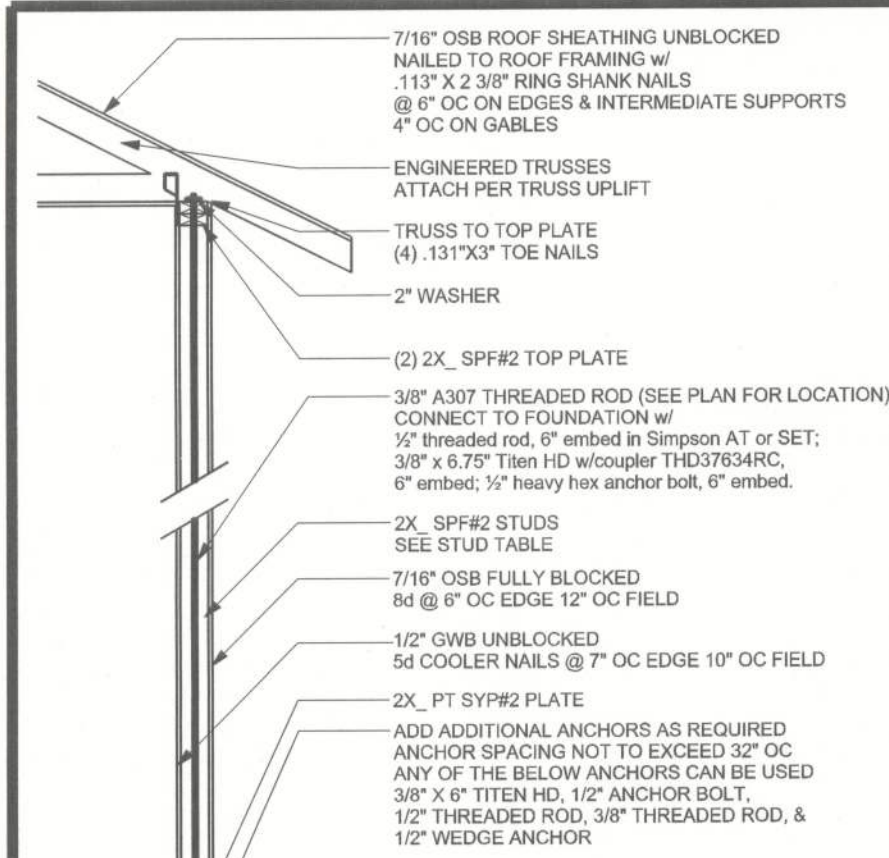 7/16" OSB ROOF SHEATHING UNBLOCKED
NAILED TO ROOF FRAMING w/
.113" X 2 3/8" RING SHANK NAILS
@ 6" OC ON EDGES & INTERMEDIATE SUPPORTS
4" OC ON GABLES
ENGINEERED TRUSSES
ATTACH PER TRUSS UPLIFT
TRUSS TO TOP PLATE
(4) .131"X3" TOE NAILS
2" WASHER
(2) 2X_ SPF#2 TOP PLATE
3/8" A307 THREADED ROD (SEE PLAN FOR LOCATION)
CONNECT TO FOUNDATION w/
½" threaded rod, 6" embed in Simpson AT or SET;
3/8" x 6.75" Titen HD w/coupler THD37634RC,
6" embed; ½" heavy hex anchor bolt, 6" embed.
2X_ SPF#2 STUDS
SEE STUD TABLE
7/16" OSB FULLY BLOCKED
8d @ 6" OC EDGE 12" OC FIELD
1/2" GWB UNBLOCKED
5d COOLER NAILS @ 7" OC EDGE 10" OC FIELD
2X_ PT SYP#2 PLATE
ADD ADDITIONAL ANCHORS AS REQUIRED
ANCHOR SPACING NOT TO EXCEED 32" OC
ANY OF THE BELOW ANCHORS CAN BE USED
3/8" X 6" TITEN HD, 1/2" ANCHOR BOLT,
1/2" THREADED ROD, 3/8" THREADED ROD, &
1/2" WEDGE ANCHOR